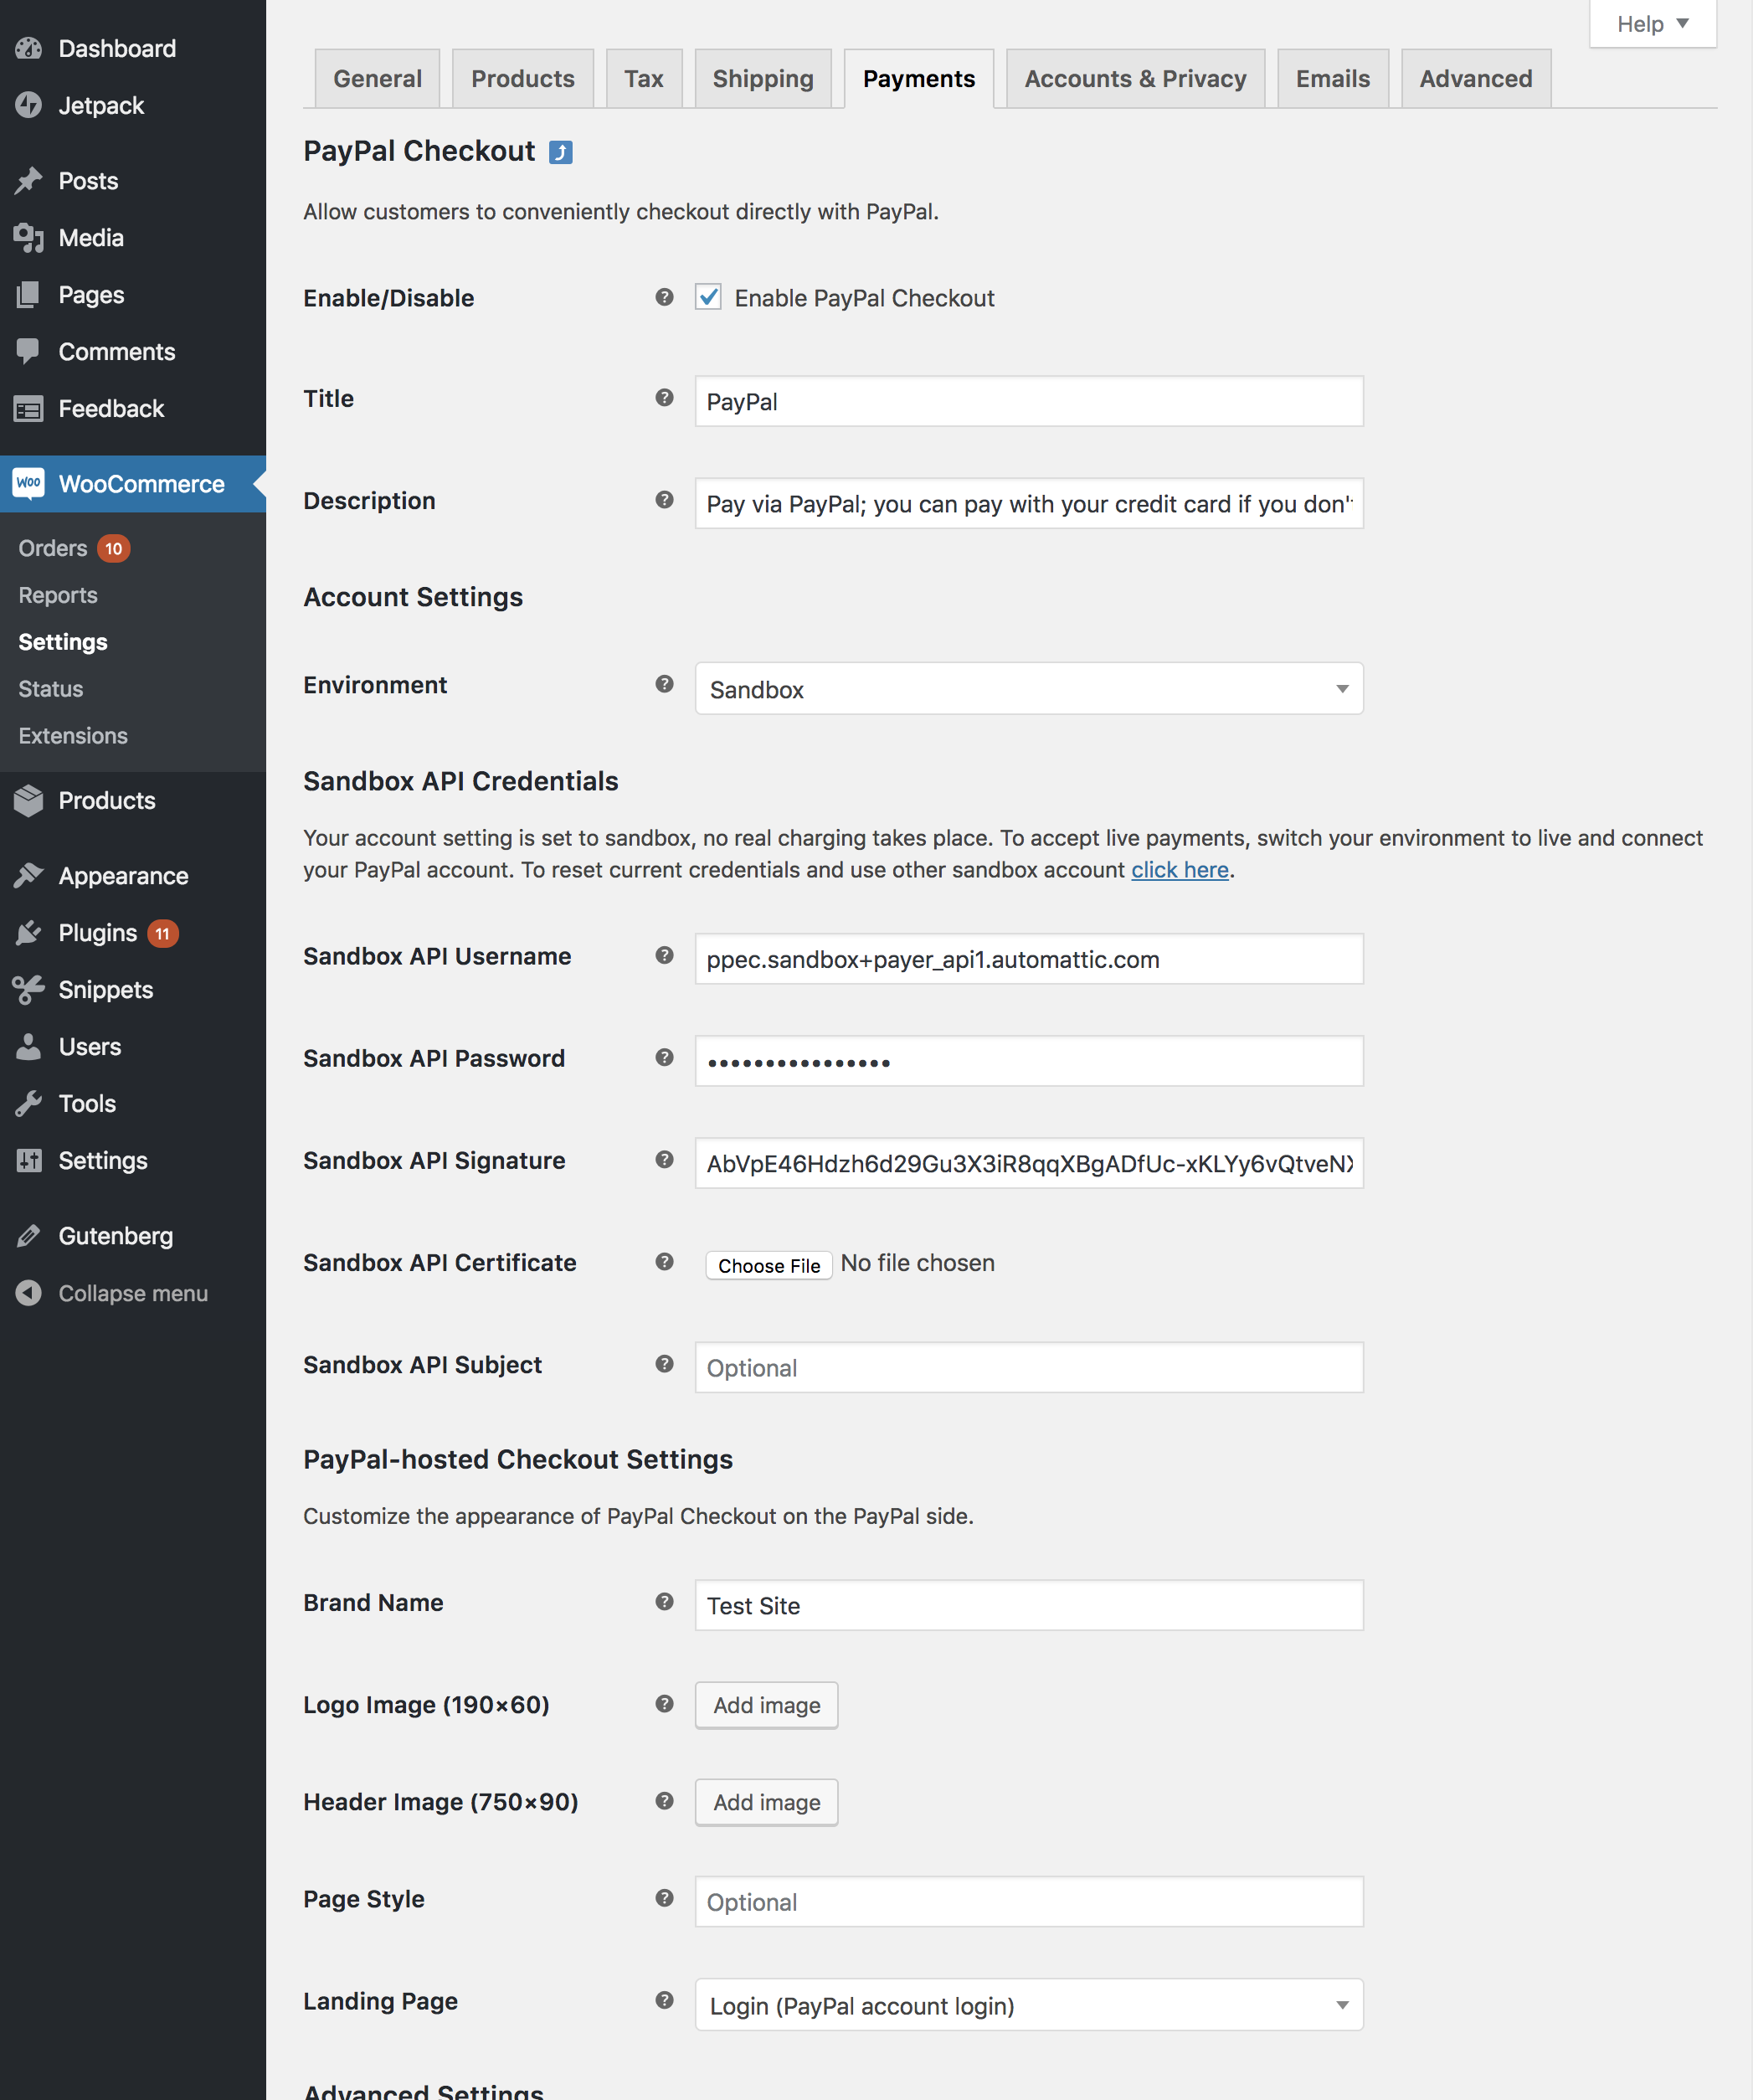 Dashboard
Jetpack
Posts
Media
Pages
Comments
Feedback
WOO WooCommerce
Orders 10
Reports
Settings
Status
Extensions
Products
Appearance
Plugins 11
Snippets
Users
Tools
Settings
Gutenberg
Collapse menu
Help
General Products Tax Shipping Payments Accounts & Privacy Emails Advanced
PayPal Checkout
Allow customers to conveniently checkout directly with PayPal.
Enable/Disable ? Enable PayPal Checkout
Title ? PayPal
Description ? Pay via PayPal; you can pay with your credit card if you don'
Account Settings
Environment ? Sandbox
Sandbox API Credentials
Your account setting is set to sandbox, no real charging takes place. To accept live payments, switch your environment to live and connect
your PayPal account. To reset current credentials and use other sandbox account click here.
Sandbox API Username ? ppec.sandbox+payer_api1.automattic.com
Sandbox API Password ? ••••••••••••••••
Sandbox API Signature ? AbVpE46Hdzh6d29Gu3X3iR8qqXBgADfUc-xKLYy6vQtveNX
Sandbox API Certificate ? Choose File No file chosen
Sandbox API Subject ? Optional
PayPal-hosted Checkout Settings
Customize the appearance of PayPal Checkout on the PayPal side.
Brand Name ? Test Site
Logo Image (190×60) ? Add image
Header Image (750×90) ? Add image
Page Style ? Optional
Landing Page ? Login (PayPal account login)
Advanced Settings